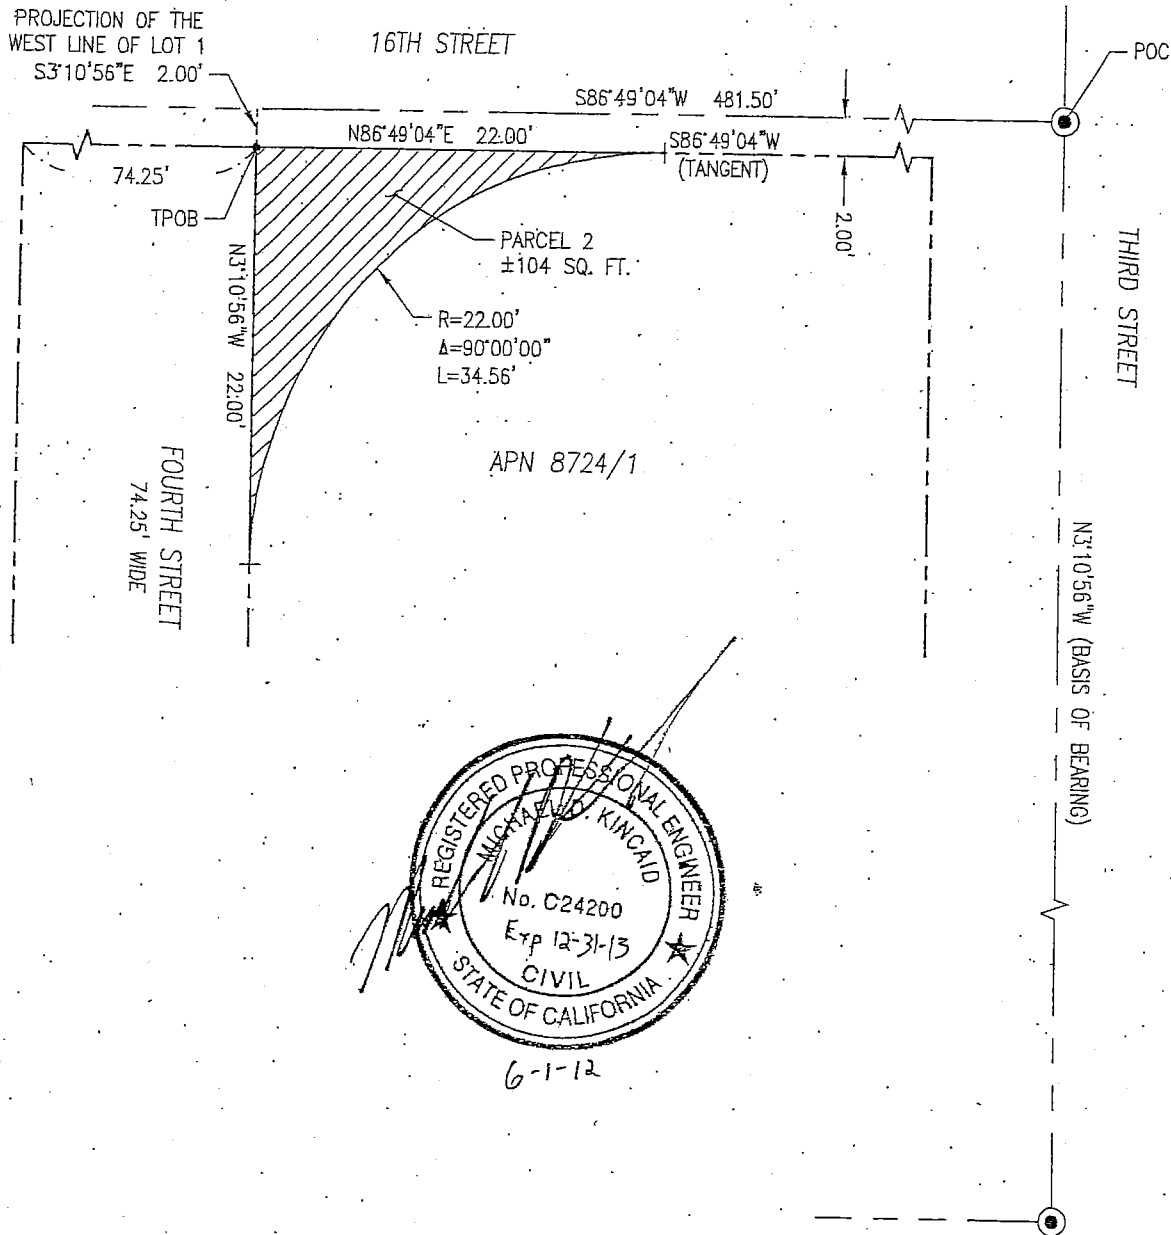 PROJECTION OF THE
WEST LINE OF LOT 1
S3°10'56"E 2.00'
16TH STREET
POC
S86°49'04"W 481.50'
N86°49'04"E 22.00'
S86°49'04"W
(TANGENT)
74.25'
TPOB
2.00'
PARCEL 2
±104 SQ. FT.
THIRD STREET
N3°10'56"W 22.00'
R=22.00'
Δ=90°00'00"
L=34.56'
APN 8724/1
FOURTH STREET
74.25' WIDE
N3°10'56"W (BASIS OF BEARING)
REGISTERED PROFESSIONAL ENGINEER
MICHAEL D. KINCAID
No. C24200
Exp 12-31-13
CIVIL
STATE OF CALIFORNIA
6-1-12